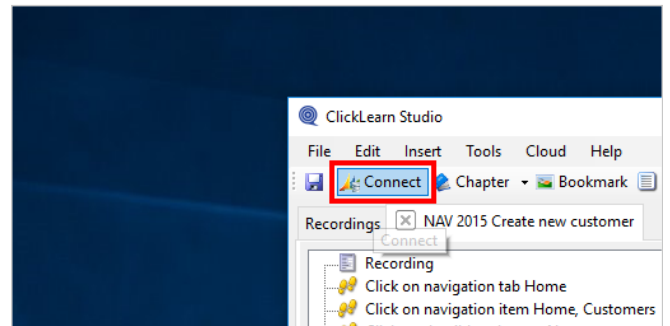 ClickLearn Studio
File Edit Insert Tools Cloud Help
Connect Chapter Bookmark
Recordings NAV 2015 Create new customer
Connect
Recording
Click on navigation tab Home
Click on navigation item Home, Customers